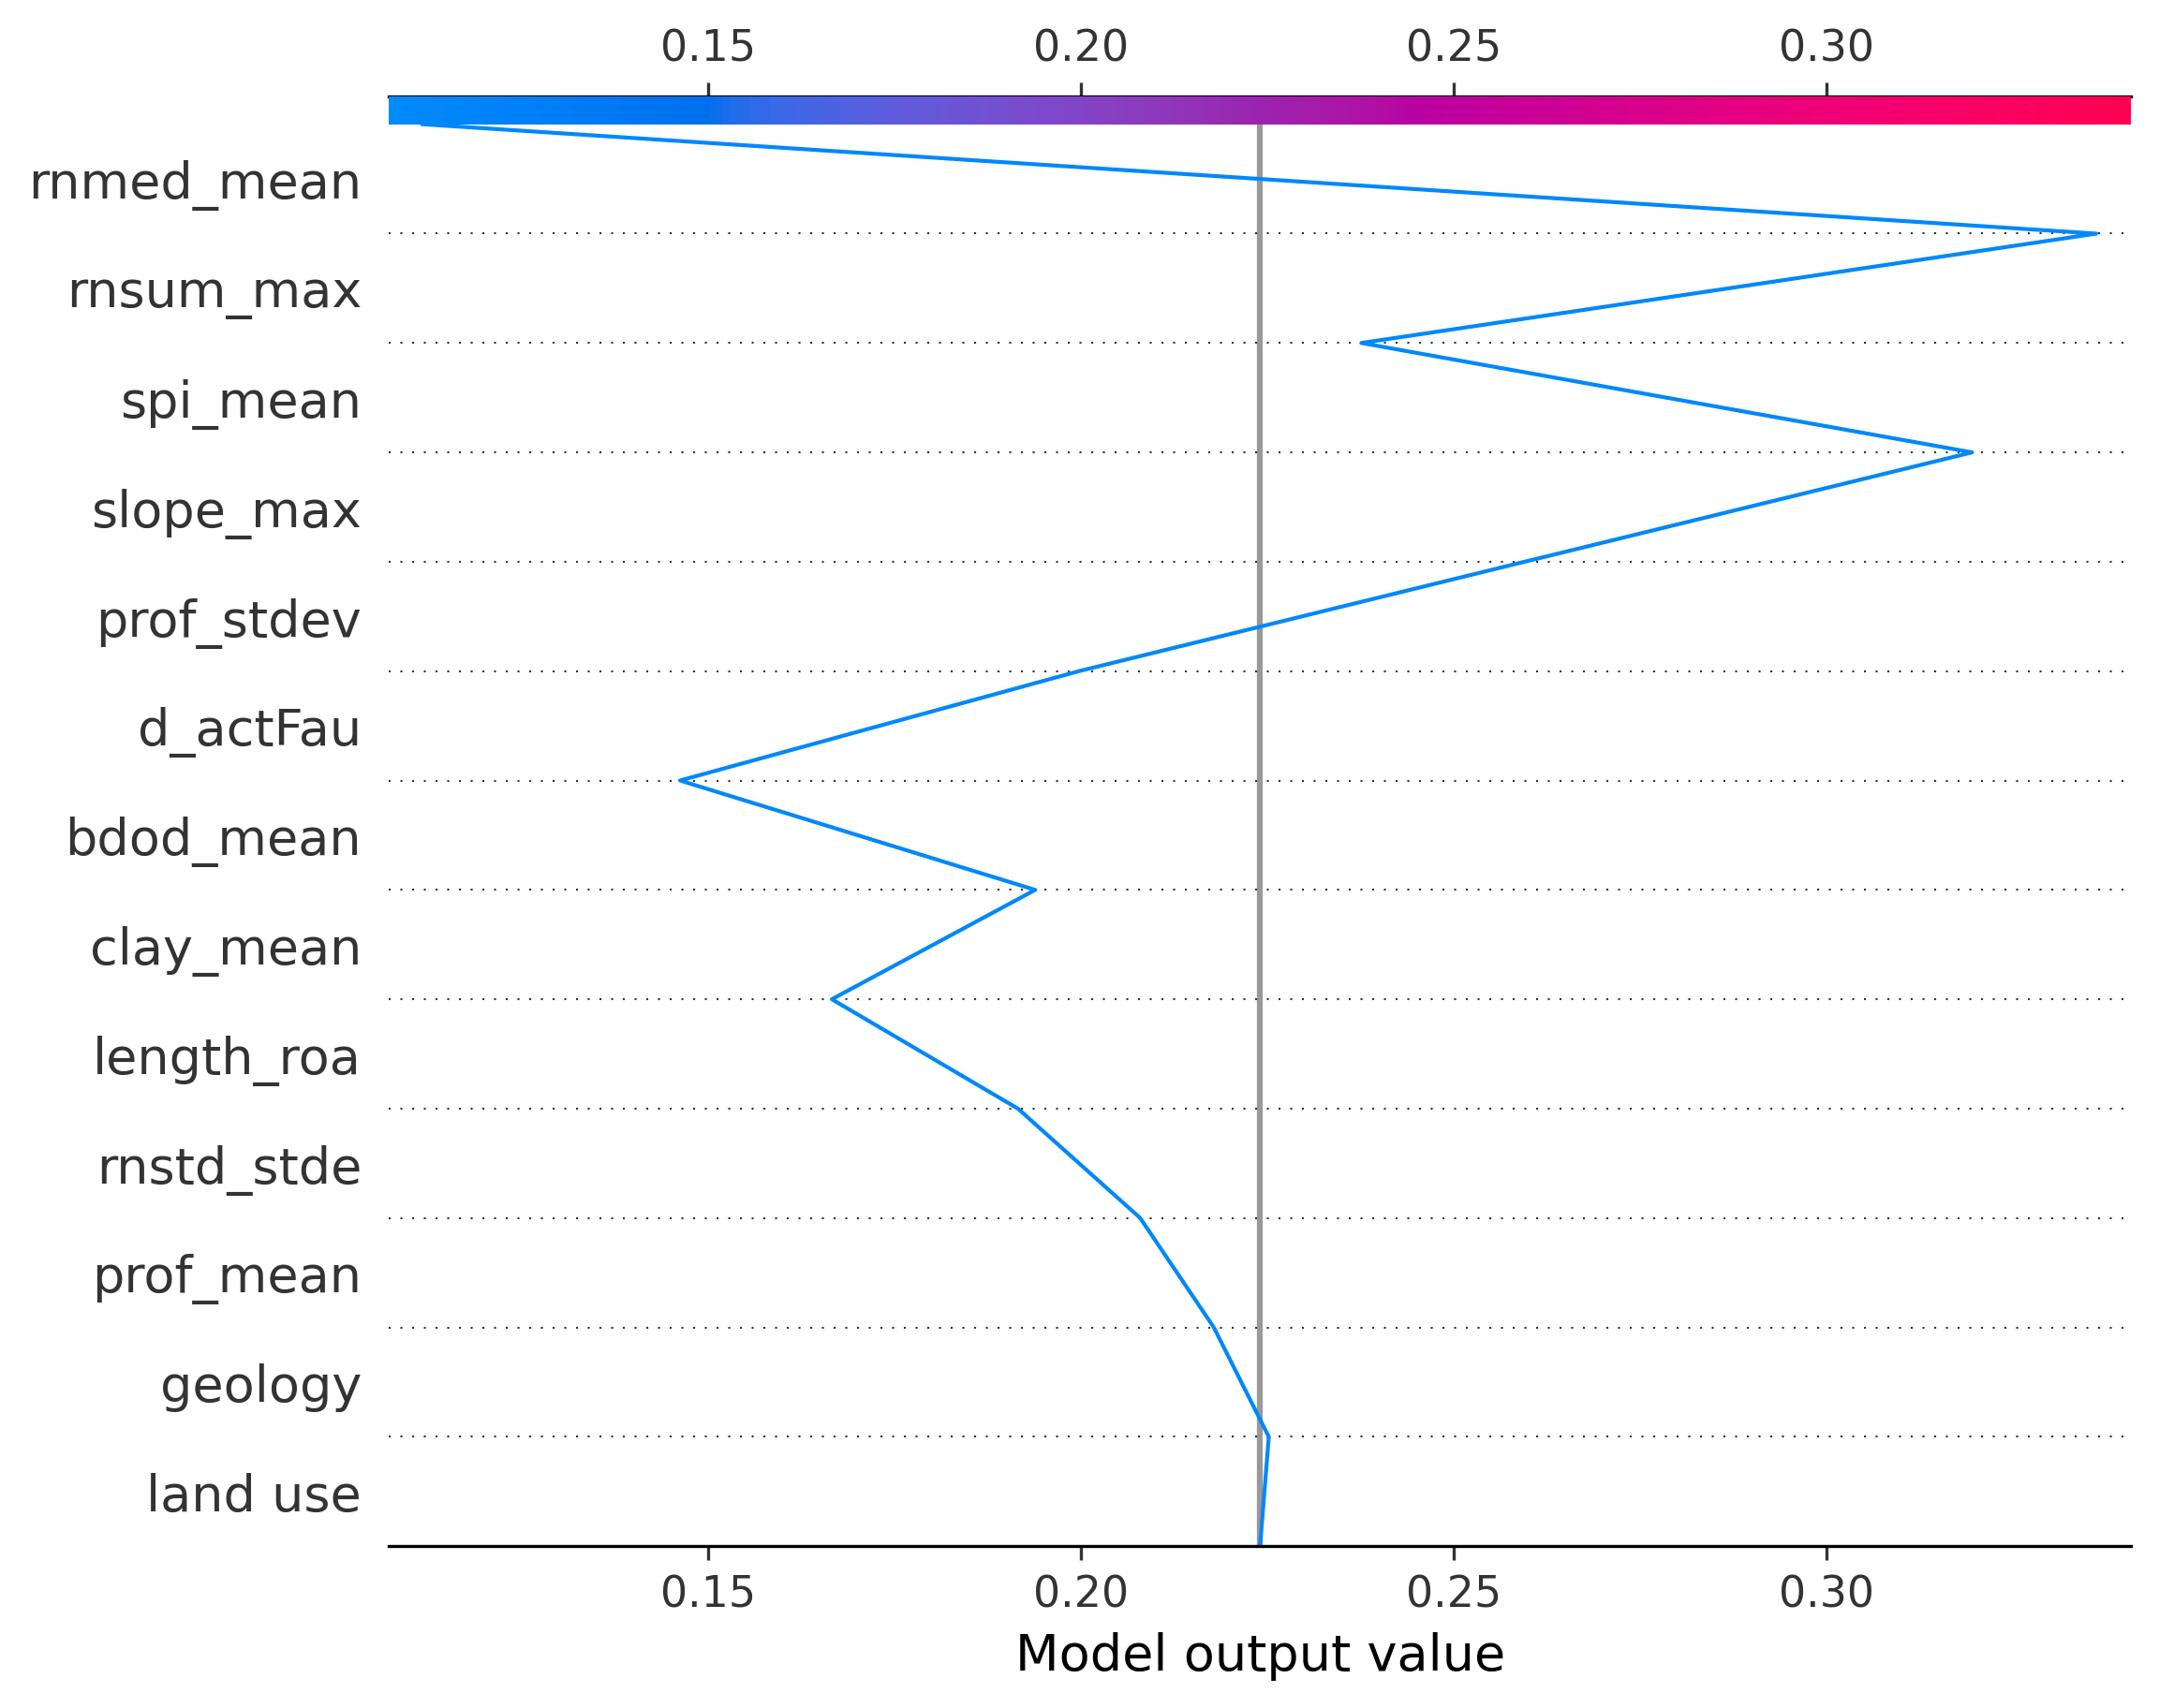 0.15 0.20 0.25 0.30
rnmed_mean
rnsum_max
spi_mean
slope_max
prof_stdev
d_actFau
bdod_mean
clay_mean
length_roa
rnstd_stde
prof_mean
geology
land use
0.15 0.20 0.25 0.30
Model output value